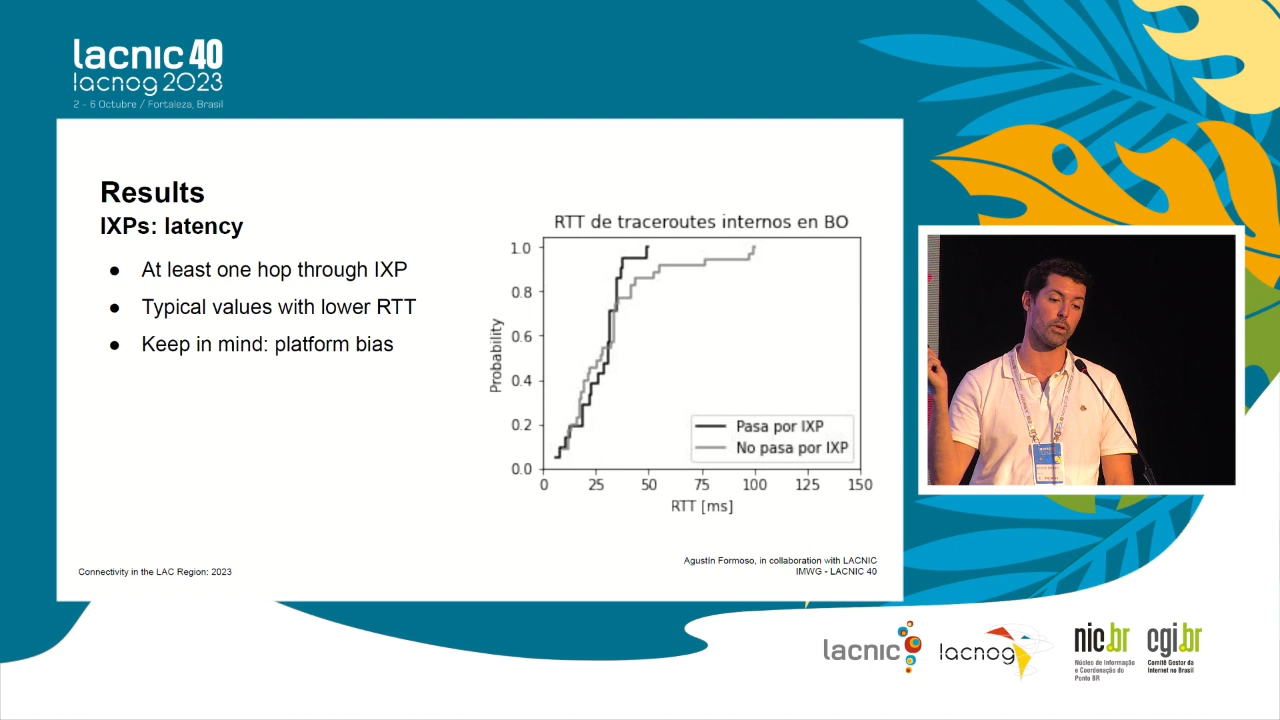 lacnic 40
lacnog 2023
2 - 6 Octubre / Fortaleza, Brasil
Results
IXPs: latency
● At least one hop through IXP
● Typical values with lower RTT
● Keep in mind: platform bias
RTT de traceroutes internos en BO
Probability
1.0
0.8
0.6
0.4
0.2
0.0
Pasa por IXP
No pasa por IXP
0 25 50 75 100 125 150
RTT [ms]
Connectivity in the LAC Region: 2023
Agustín Formoso, in collaboration with LACNIC
IMWG - LACNIC 40
lacnic
lacnog
nic.br
Núcleo de Informação
e Coordenação do
Ponto BR
cgi.br
Comitê Gestor da
Internet no Brasil